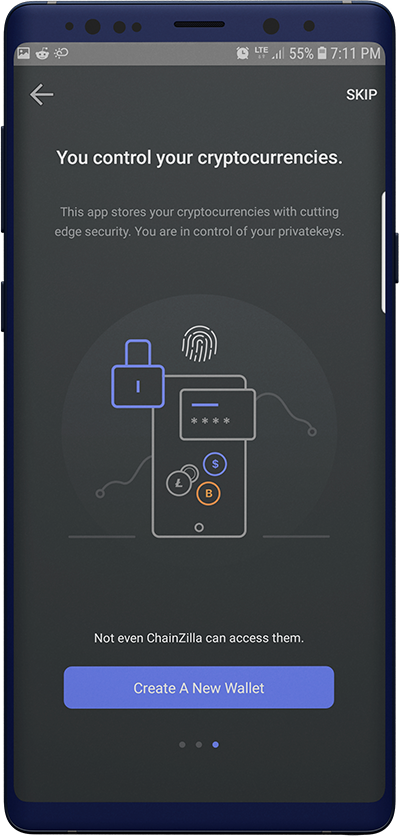 LTE 55% 7:11 PM
SKIP
You control your cryptocurrencies.
This app stores your cryptocurrencies with cutting
edge security. You are in control of your privatekeys.
****
$
Ł
B
Not even ChainZilla can access them.
Create A New Wallet